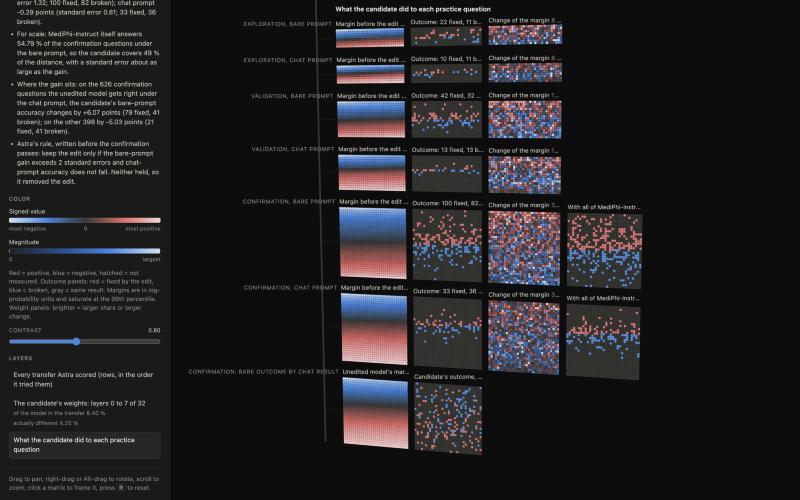 error 1.32; 100 fixed, 82
broken); chat prompt
-0.29 points (standard error 0.81; 33 fixed, 36
broken).
• For scale: MediPhi-Instruct itself answers
54.79 % of the confirmation questions
under the bare prompt, so the candidate covers 49 %
of the distance, with a standard error about as
large as the gain.
• Where the gain sits: on the 626 confirmation
questions the unedited model gets right under
the chat prompt, the candidate's bare-prompt
accuracy changes by +6.07 points (79 fixed, 41
broken); on the other 398 by -5.03 points (21
fixed, 41 broken).
• Astra's rule, written before the confirmation
passes: keep the edit only if the bare-prompt
gain exceeds 2 standard errors and chat-
prompt accuracy does not fall. Neither held, so
it removed the edit.
COLOR
Signed value
most negative 0 most positive
Magnitude
0 largest
Red = positive, blue = negative, hatched = not
measured. Outcome panels: red = fixed by the edit,
blue = broken, gray = same result. Margins are in log-
probability units and saturate at the 98th percentile.
Weight panels: brighter = larger share or larger
change.
CONTRAST 0.80
LAYERS
Every transfer Astra scored (rows, in the order
it tried them)
The candidate's weights: layers 0 to 7 of 32
of the model in the transfer 8.40 %
actually different 4.25 %
What the candidate did to each practice
question
Drag to pan, right-drag or Alt-drag to rotate, scroll to
zoom, click a matrix to frame it, press R to reset.
What the candidate did to each practice question
EXPLORATION, BARE PROMPT Margin before the edit ... Outcome: 22 fixed, 11 b... Change of the margin
EXPLORATION, CHAT PROMPT Margin before the edit ... Outcome: 10 fixed, 11 b... Change of the margin
VALIDATION, BARE PROMPT Margin before the edit ... Outcome: 42 fixed, 32 ... Change of the margin
VALIDATION, CHAT PROMPT Margin before the edit ... Outcome: 13 fixed, 13 b... Change of the margin
CONFIRMATION, BARE PROMPT Margin before the edit ... Outcome: 100 fixed, 82... Change of the margin With all of MediPhi-Instr...
CONFIRMATION, CHAT PROMPT Margin before the edit... Outcome: 33 fixed, 36 ... Change of the margin With all of MediPhi-Instr...
CONFIRMATION: BARE OUTCOME BY CHAT RESULT Unedited model's mar... Candidate's outcome, ...